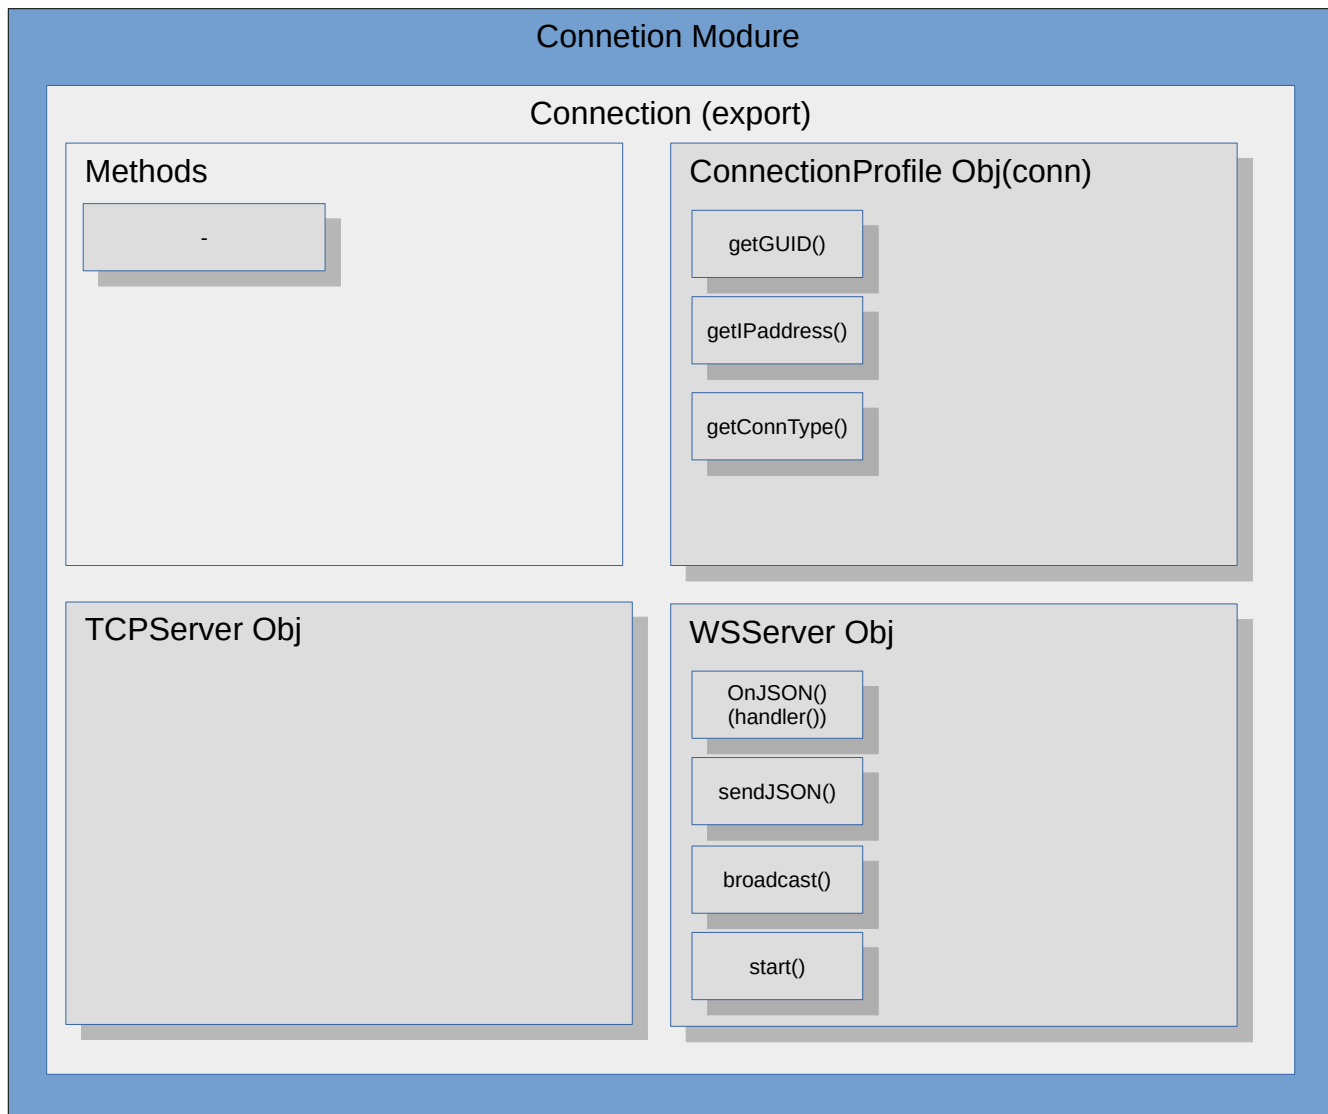 Connetion Modure
Connection (export)
Methods
-
ConnectionProfile Obj(conn)
getGUID()
getIPaddress()
getConnType()
TCPServer Obj
WSServer Obj
OnJSON()
(handler())
sendJSON()
broadcast()
start()